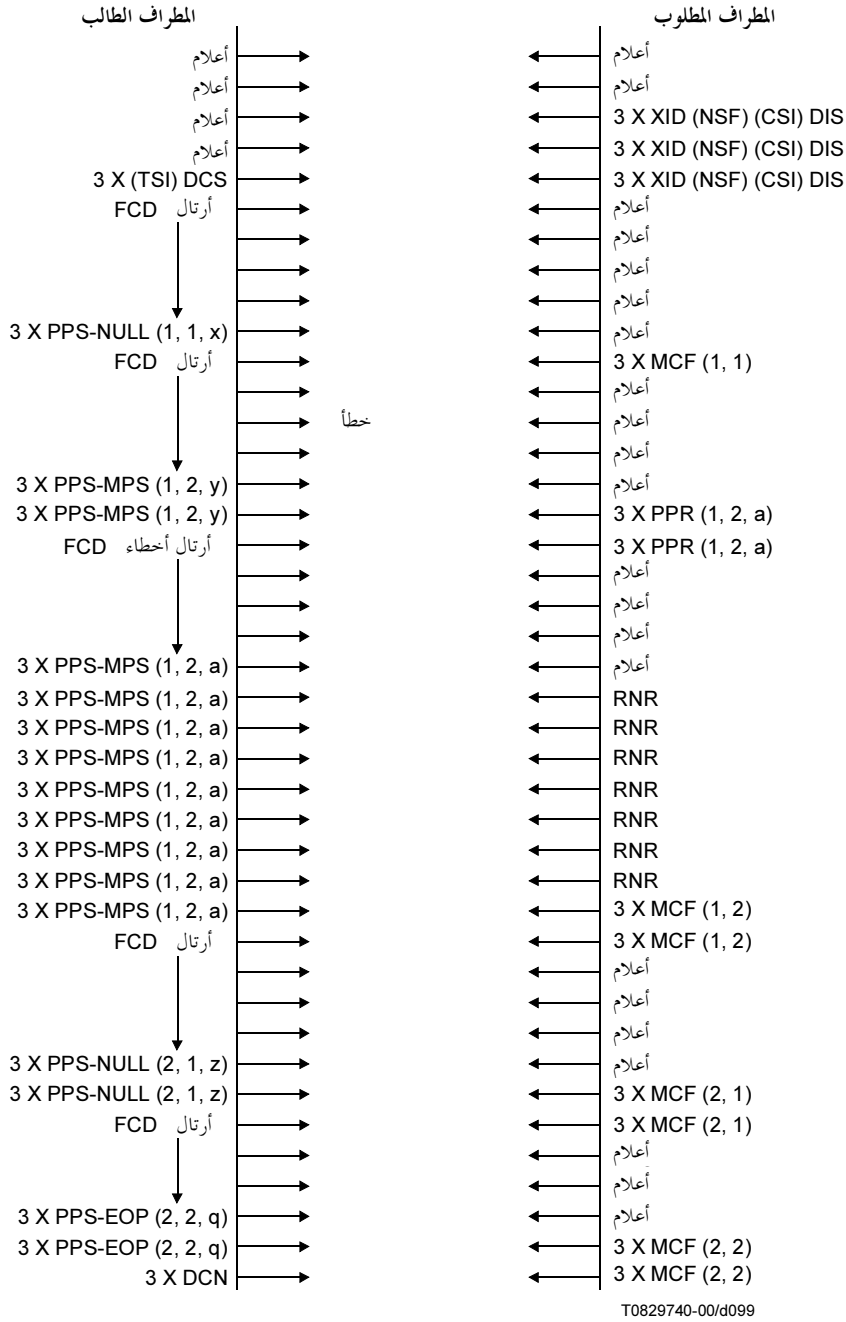 المطراف الطالب المطراف المطلوب
أعلام أعلام
أعلام أعلام
أعلام 3 X XID (NSF) (CSI) DIS
أعلام 3 X XID (NSF) (CSI) DIS
3 X (TSI) DCS 3 X XID (NSF) (CSI) DIS
أرتال FCD أعلام
أعلام
أعلام
أعلام
3 X PPS-NULL (1, 1, x) أعلام
أرتال FCD 3 X MCF (1, 1)
أعلام
خطأ أعلام
أعلام
3 X PPS-MPS (1, 2, y) أعلام
3 X PPS-MPS (1, 2, y) 3 X PPR (1, 2, a)
أرتال أخطاء FCD 3 X PPR (1, 2, a)
أعلام
أعلام
أعلام
3 X PPS-MPS (1, 2, a) أعلام
3 X PPS-MPS (1, 2, a) RNR
3 X PPS-MPS (1, 2, a) RNR
3 X PPS-MPS (1, 2, a) RNR
3 X PPS-MPS (1, 2, a) RNR
3 X PPS-MPS (1, 2, a) RNR
3 X PPS-MPS (1, 2, a) RNR
3 X PPS-MPS (1, 2, a) RNR
3 X PPS-MPS (1, 2, a) 3 X MCF (1, 2)
أرتال FCD 3 X MCF (1, 2)
أعلام
أعلام
أعلام
3 X PPS-NULL (2, 1, z) أعلام
3 X PPS-NULL (2, 1, z) 3 X MCF (2, 1)
أرتال FCD 3 X MCF (2, 1)
أعلام
أعلام
3 X PPS-EOP (2, 2, q) أعلام
3 X PPS-EOP (2, 2, q) 3 X MCF (2, 2)
3 X DCN 3 X MCF (2, 2)
T0829740-00/d099